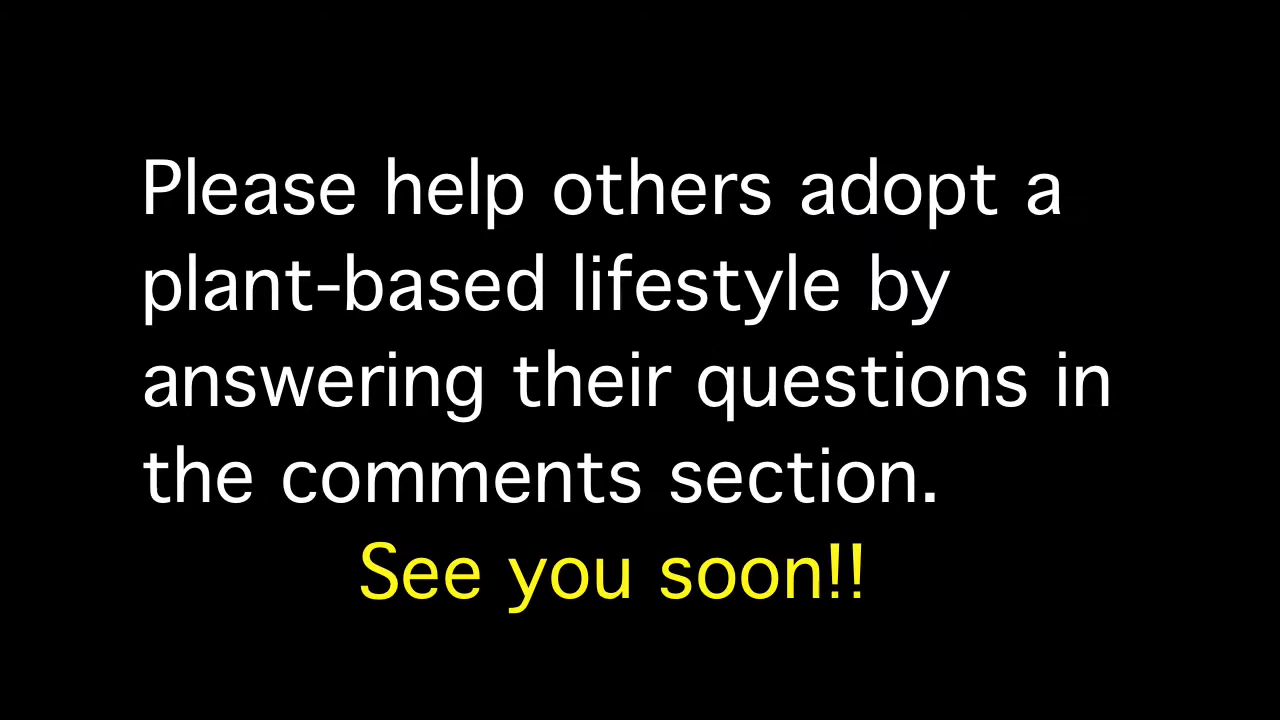 Please help others adopt a
plant-based lifestyle by
answering their questions in
the comments section.
See you soon!!